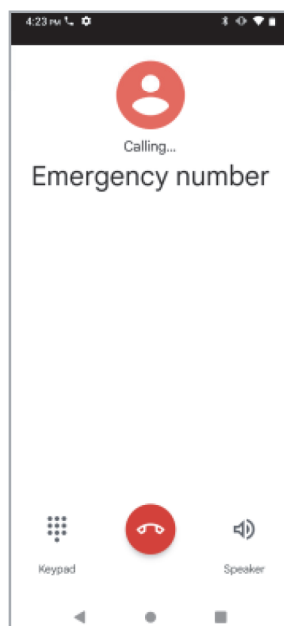 4:23 PM
Calling...
Emergency number
Keypad
Speaker